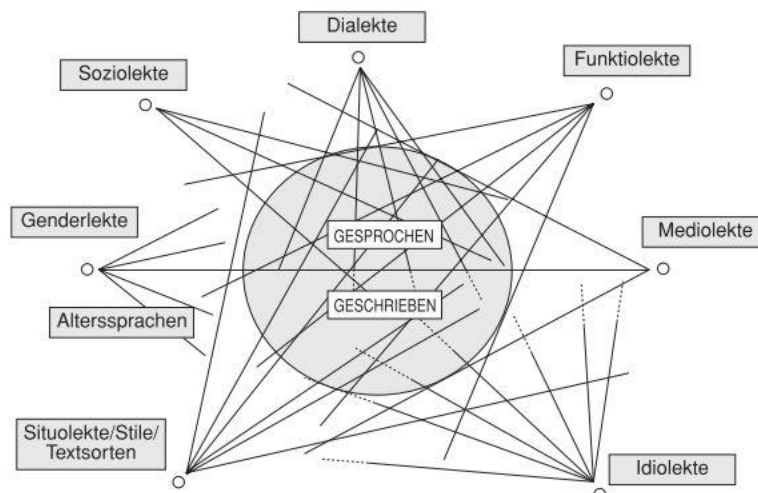 Dialekte
Soziolekte
Funktiolekte
Genderlekte
GESPROCHEN
Mediolekte
GESCHRIEBEN
Alterssprachen
Situolekte/Stile/
Textsorten
Idiolekte